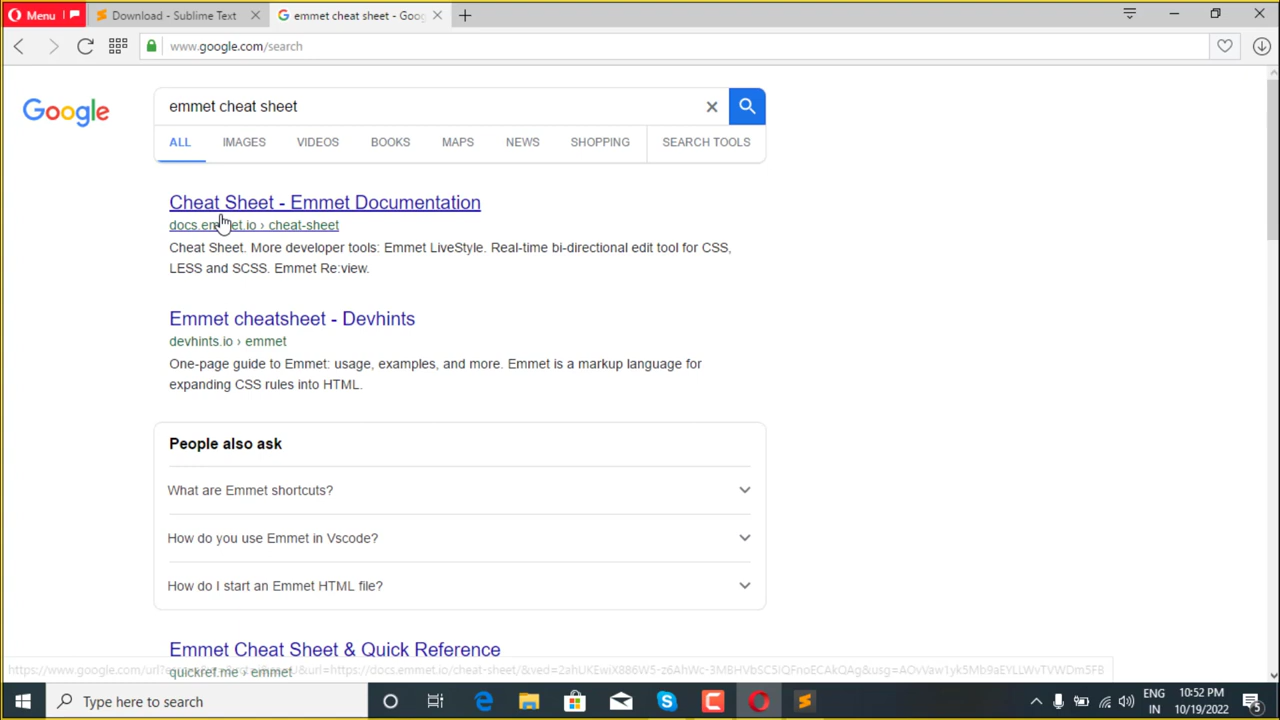 Menu
Download - Sublime Text
emmet cheat sheet - Goog
www.google.com/search
Google
emmet cheat sheet
ALL IMAGES VIDEOS BOOKS MAPS NEWS SHOPPING SEARCH TOOLS
Cheat Sheet - Emmet Documentation
docs.emmet.io › cheat-sheet
Cheat Sheet. More developer tools: Emmet LiveStyle. Real-time bi-directional edit tool for CSS,
LESS and SCSS. Emmet Re:view.
Emmet cheatsheet - Devhints
devhints.io › emmet
One-page guide to Emmet: usage, examples, and more. Emmet is a markup language for
expanding CSS rules into HTML.
People also ask
What are Emmet shortcuts?
How do you use Emmet in Vscode?
How do I start an Emmet HTML file?
Emmet Cheat Sheet & Quick Reference
quickref.me › emmet
Type here to search
ENG
IN
10:52 PM
10/19/2022
5